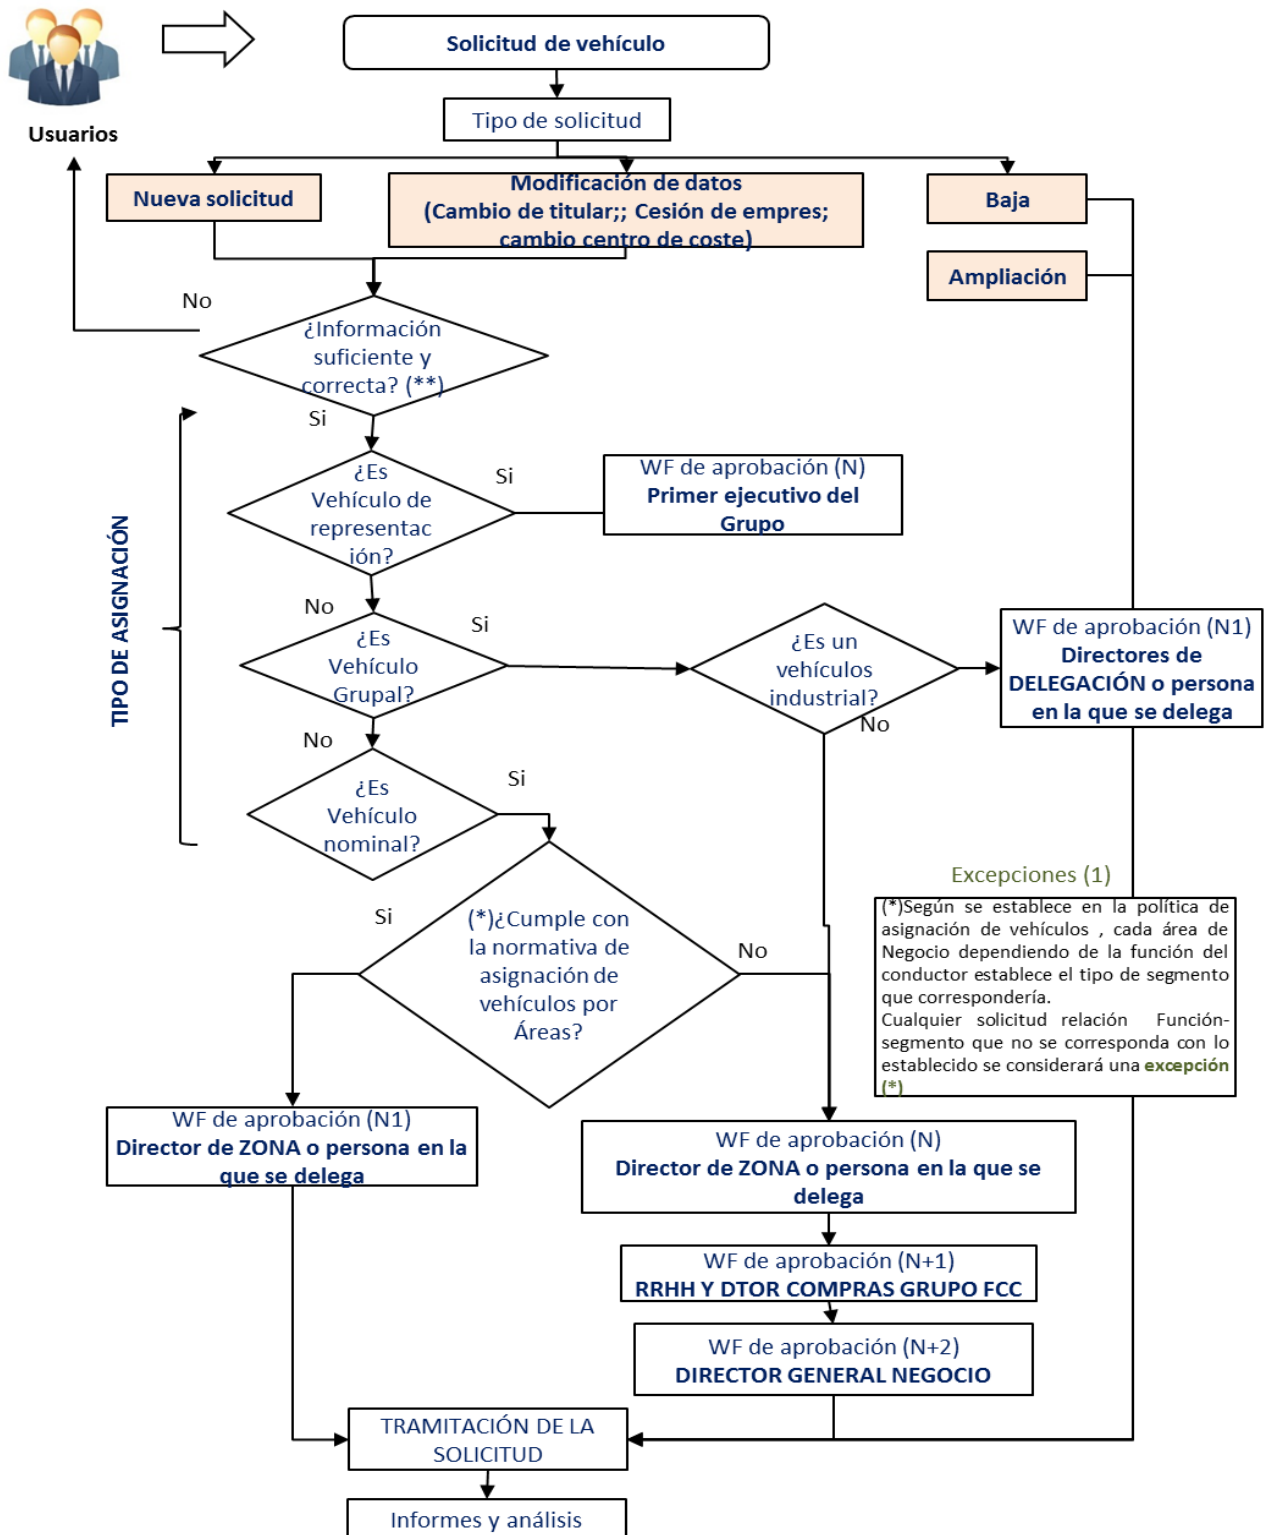 Solicitud de vehículo
Usuarios
Tipo de solicitud
Nueva solicitud
Modificación de datos
(Cambio de titular;; Cesión de empres;
cambio centro de coste)
Baja
Ampliación
No
¿Información
suficiente y
correcta? (**)
Si
TIPO DE ASIGNACIÓN
¿Es
Vehículo de
representac
ión?
Si
WF de aprobación (N)
Primer ejecutivo del
Grupo
No
¿Es
Vehículo
Grupal?
Si
¿Es un
vehículos
industrial?
No
WF de aprobación (N1)
Directores de
DELEGACIÓN o persona
en la que se delega
No
¿Es
Vehículo
nominal?
Si
Si
(*)¿Cumple con
la normativa de
asignación de
vehículos por
Áreas?
No
Excepciones (1)
(*)Según se establece en la política de
asignación de vehículos , cada área de
Negocio dependiendo de la función del
conductor establece el tipo de segmento
que correspondería.
Cualquier solicitud relación Función-
segmento que no se corresponda con lo
establecido se considerará una excepción
(*)
WF de aprobación (N1)
Director de ZONA o persona en la
que se delega
WF de aprobación (N)
Director de ZONA o persona en la que se
delega
WF de aprobación (N+1)
RRHH Y DTOR COMPRAS GRUPO FCC
WF de aprobación (N+2)
DIRECTOR GENERAL NEGOCIO
TRAMITACIÓN DE LA
SOLICITUD
Informes y análisis